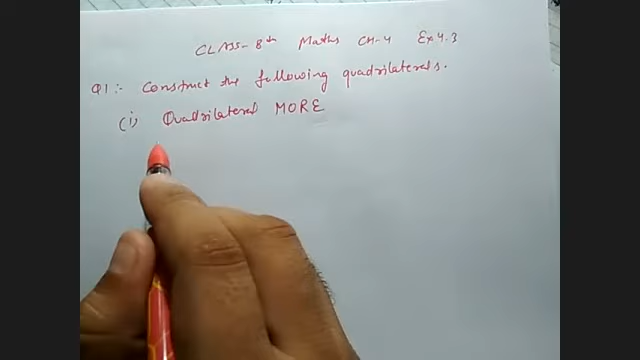 CLASS-8th Maths CH-4 Ex 4.3
Q1:- Construct the following quadrilaterals.
(i) Quadrilateral MORE